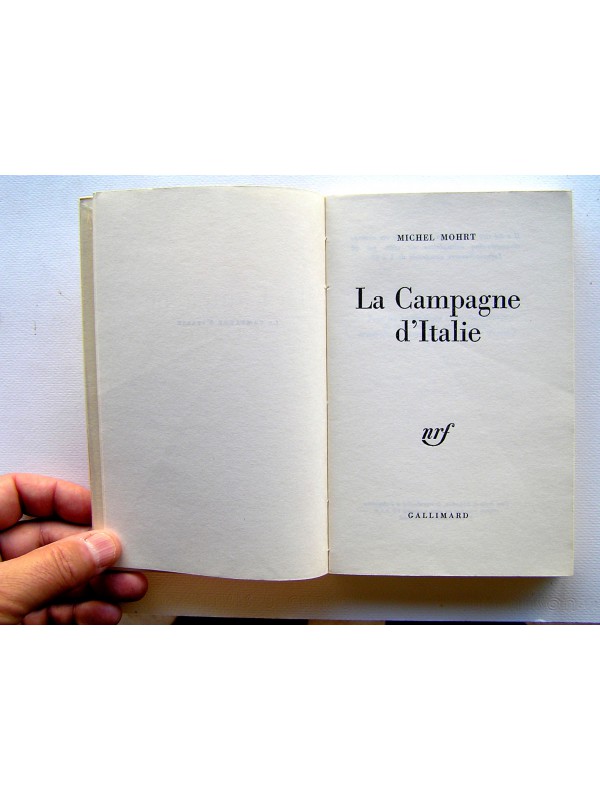 MICHEL MOHRT
La Campagne
d'Italie
nrf
GALLIMARD